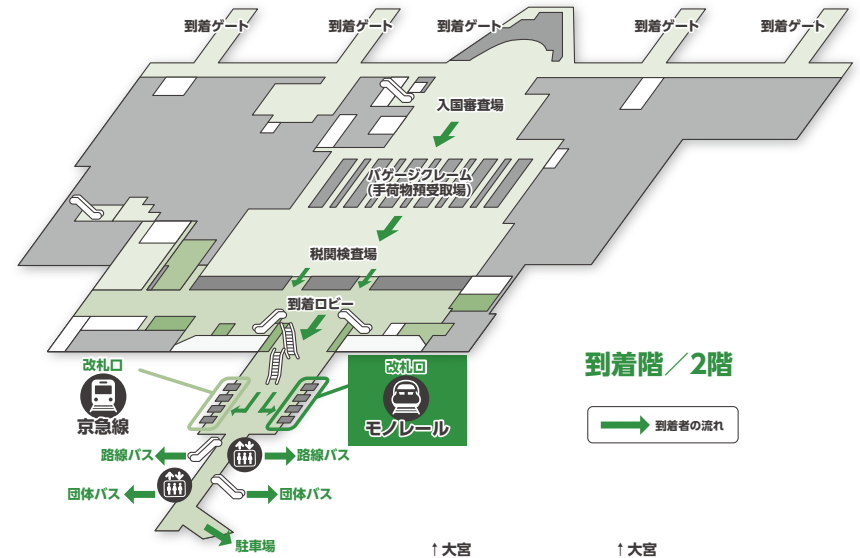 到着ゲート
到着ゲート
到着ゲート
到着ゲート
到着ゲート
入国審査場
バゲージクレーム
(手荷物預受取場)
税関検査場
到着ロビー
改札口
京急線
改札口
モノレール
到着階／2階
到着者の流れ
路線バス
路線バス
団体バス
団体バス
駐車場
↑大宮
↑大宮